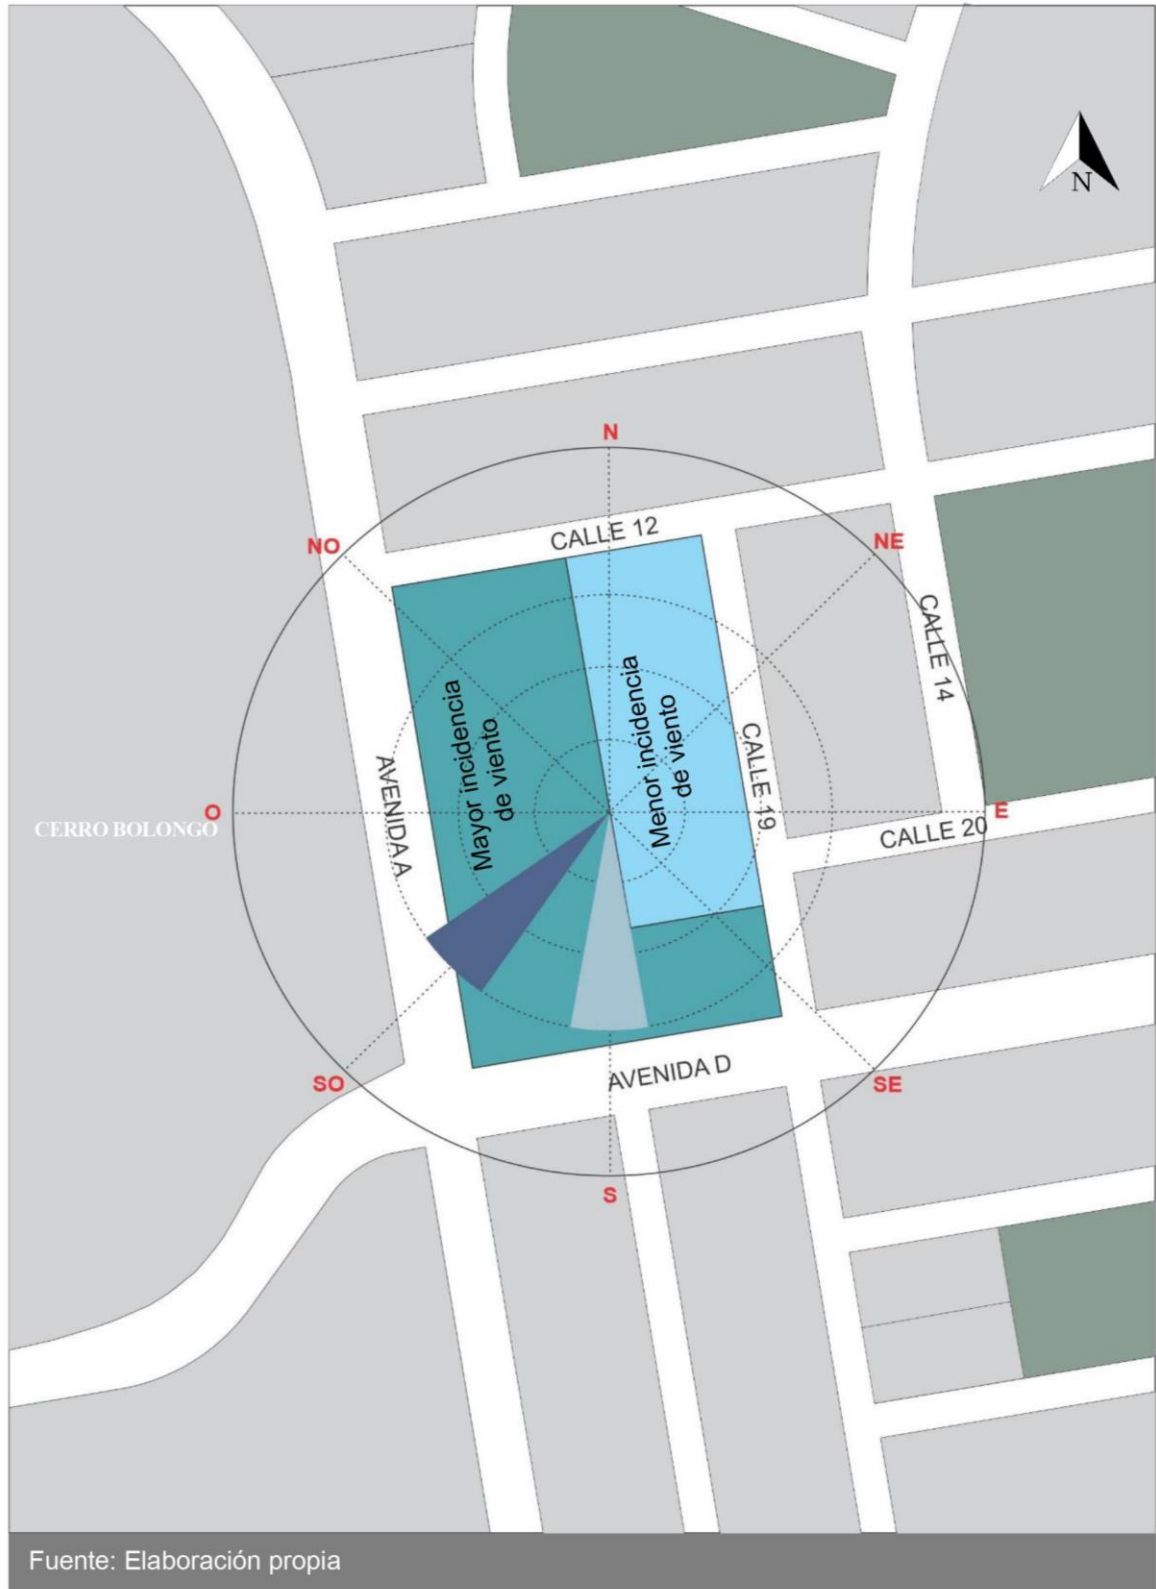 N
N
NO
NE
CALLE 12
CALLE 14
Mayor incidencia
de viento
Menor incidencia
de viento
AVENIDA A
CALLE 19
O
E
CERRO BOLONGO
CALLE 20
SO
AVENIDA D
SE
S
Fuente: Elaboración propia